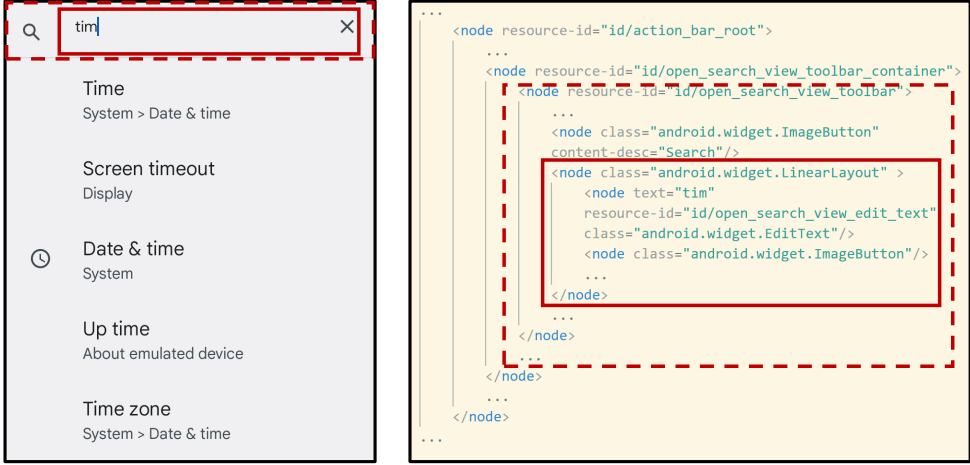 tim
Time
System > Date & time
Screen timeout
Display
Date & time
System
Up time
About emulated device
Time zone
System > Date & time
...
<node resource-id="id/action_bar_root">
...
<node resource-id="id/open_search_view_toolbar_container">
<node resource-id="id/open_search_view_toolbar">
...
<node class="android.widget.ImageButton"
content-desc="Search"/>
<node class="android.widget.LinearLayout" >
<node text="tim"
resource-id="id/open_search_view_edit_text"
class="android.widget.EditText"/>
<node class="android.widget.ImageButton"/>
...
</node>
...
</node>
...
</node>
...
</node>
...